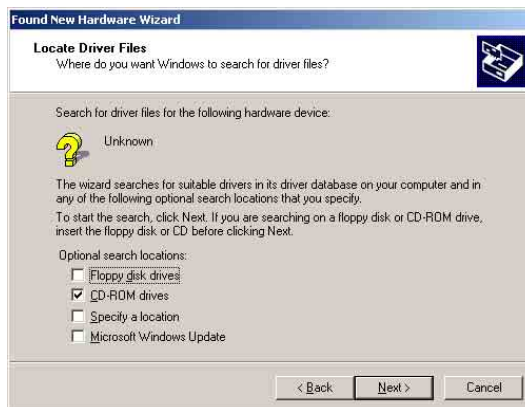 Found New Hardware Wizard
Locate Driver Files
Where do you want Windows to search for driver files?
Search for driver files for the following hardware device:
Unknown
The wizard searches for suitable drivers in its driver database on your computer and in
any of the following optional search locations that you specify.
To start the search, click Next. If you are searching on a floppy disk or CD-ROM drive,
insert the floppy disk or CD before clicking Next.
Optional search locations:
Floppy disk drives
CD-ROM drives
Specify a location
Microsoft Windows Update
< Back Next > Cancel